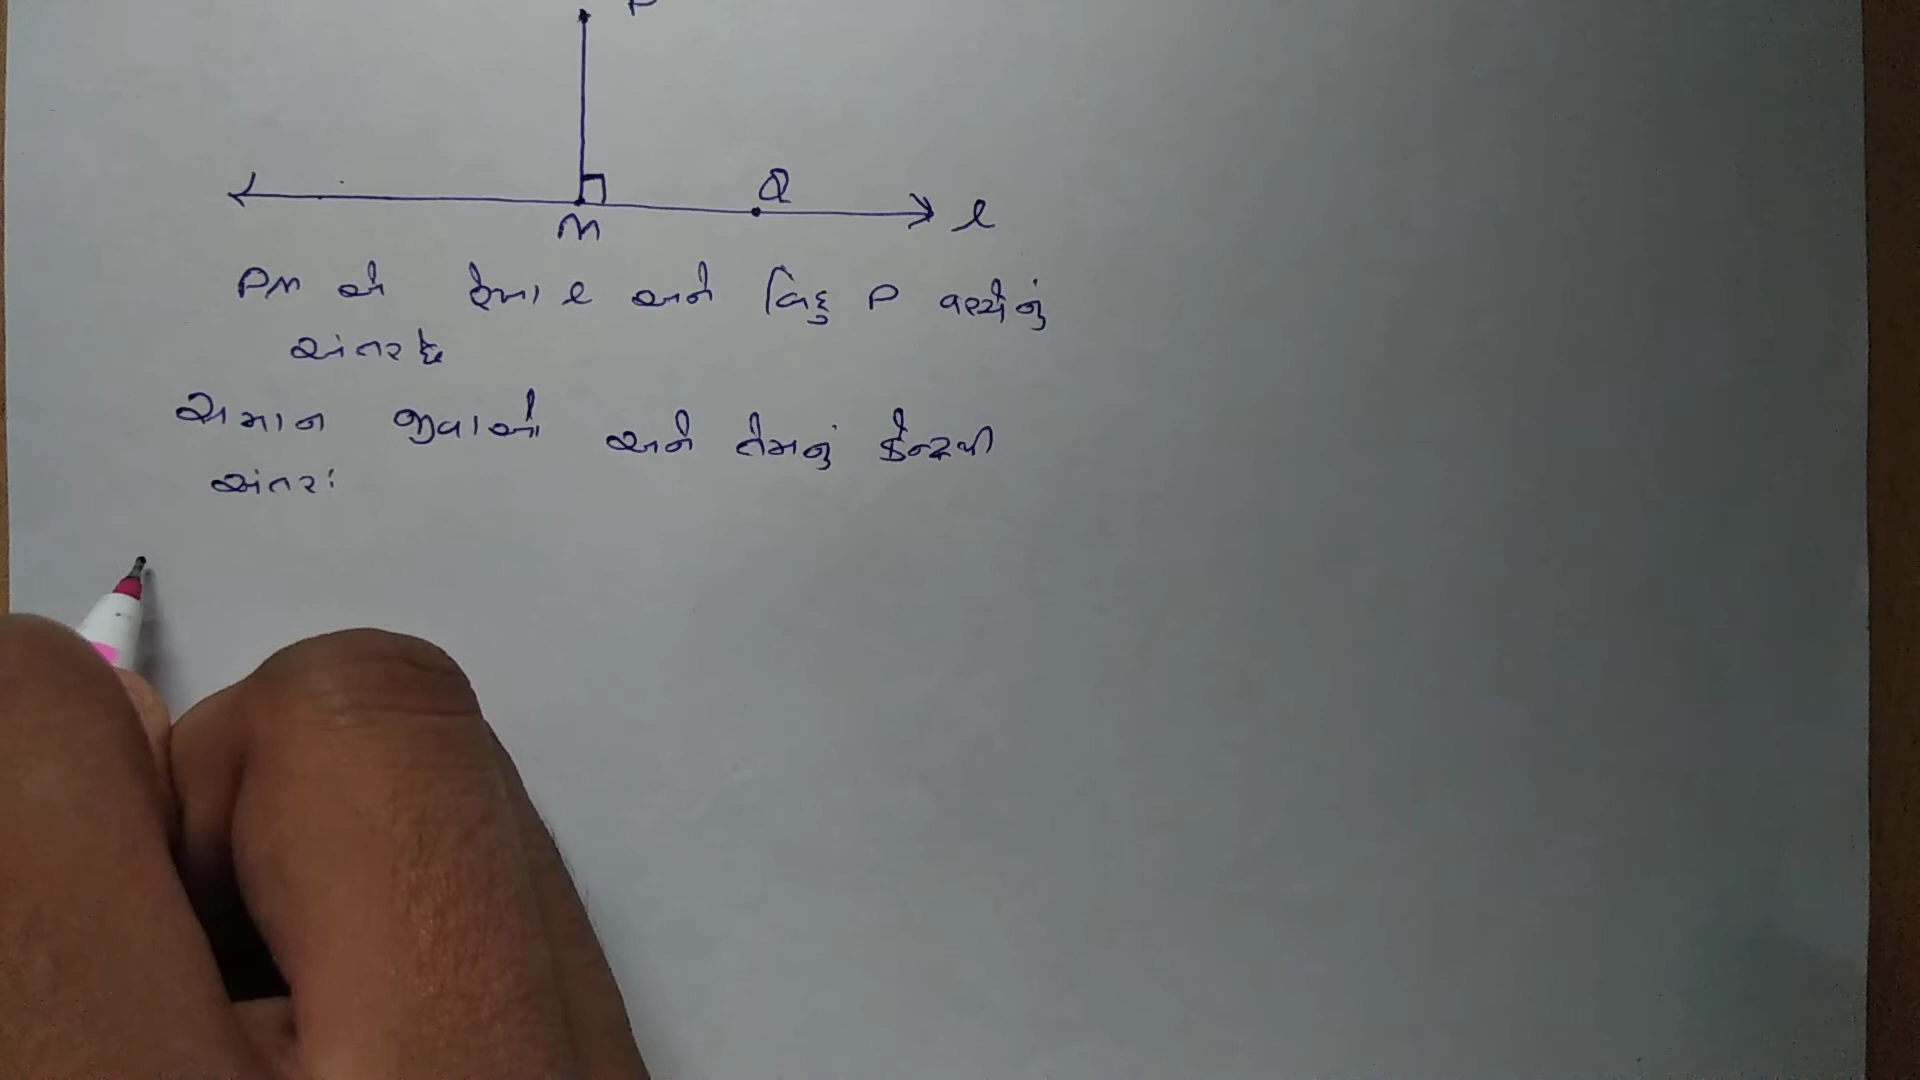 P
Q
M
l
PM એ રેખા l અને બિંદુ P વચ્ચેનું
અંતર છે
સમાન જીવાઓ અને તેમનું કેન્દ્રથી
અંતર: